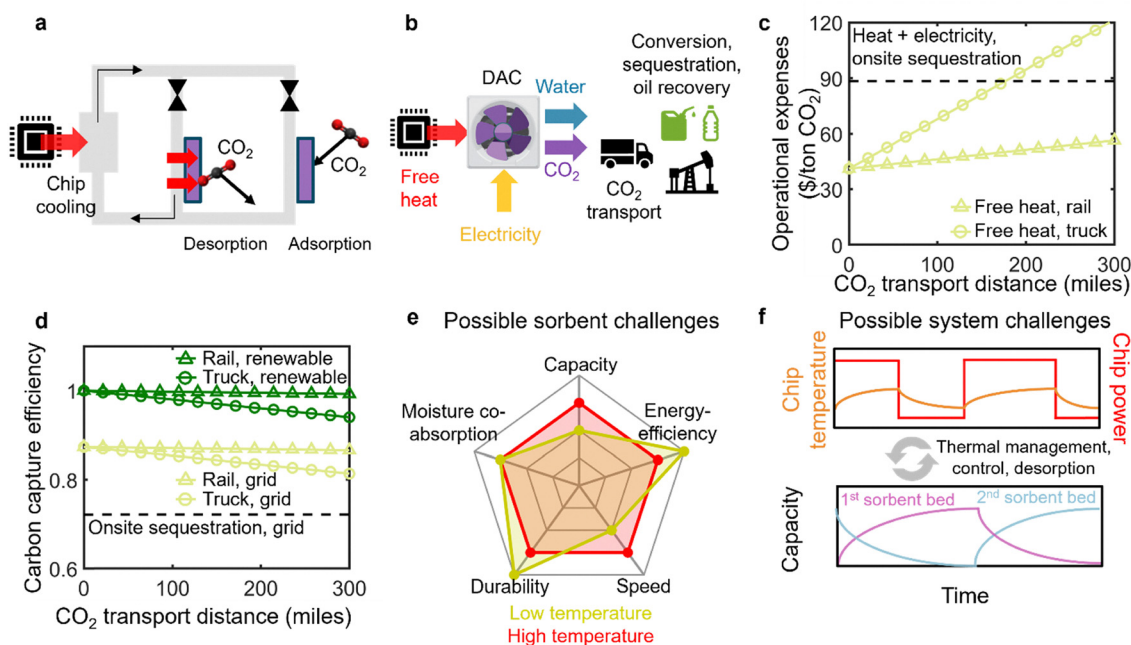 a
Chip
cooling
CO2
CO2
Desorption
Adsorption
b
Conversion,
sequestration,
oil recovery
DAC
Water
CO2
Free
heat
CO2
transport
Electricity
c
Operational expenses
($/ton CO2)
120
90
60
30
0
Heat + electricity,
onsite sequestration
Free heat, rail
Free heat, truck
0
100
200
300
CO2 transport distance (miles)
d
Carbon capture efficiency
1
0.8
0.6
Rail, renewable
Truck, renewable
Rail, grid
Truck, grid
Onsite sequestration, grid
0
100
200
300
CO2 transport distance (miles)
e
Possible sorbent challenges
Capacity
Moisture co-
absorption
Energy-
efficiency
Durability
Speed
Low temperature
High temperature
f
Possible system challenges
Chip
temperature
Chip power
Thermal management,
control, desorption
Capacity
1st sorbent bed
2nd sorbent bed
Time